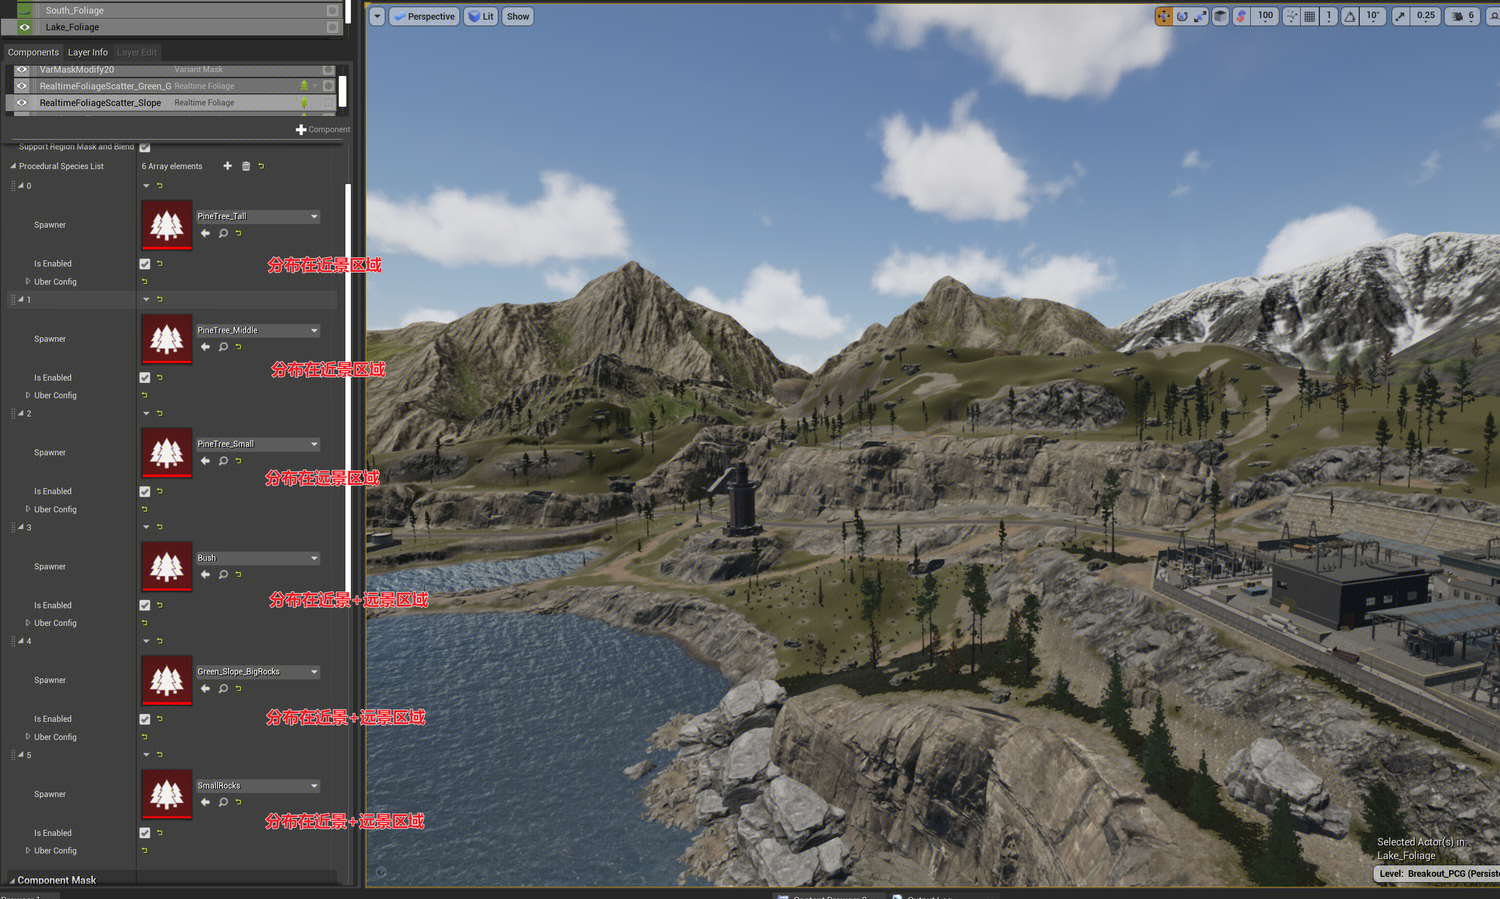 South_Foliage
Lake_Foliage
Perspective
Lit
Show
100
1
10°
0.25
6
Components
Layer Info
Layer Edit
VarMaskModify20
Variant Mask
RealtimeFoliageScatter_Green_G
Realtime Foliage
RealtimeFoliageScatter_Slope
Realtime Foliage
Component
Support Region Mask and Blend
Procedural Species List
6 Array elements
0
Spawner
PineTree_Tall
Is Enabled
分布在近景区域
Uber Config
1
Spawner
PineTree_Middle
分布在近景区域
Is Enabled
Uber Config
2
Spawner
PineTree_Small
分布在远景区域
Is Enabled
Uber Config
3
Spawner
Bush
Is Enabled
分布在近景+远景区域
Uber Config
4
Spawner
Green_Slope_BigRocks
Is Enabled
分布在近景+远景区域
Uber Config
5
Spawner
SmallRocks
分布在近景+远景区域
Is Enabled
Uber Config
Component Mask
Selected Actor(s) in:
Lake_Foliage
Level: Breakout_PCG (Persist